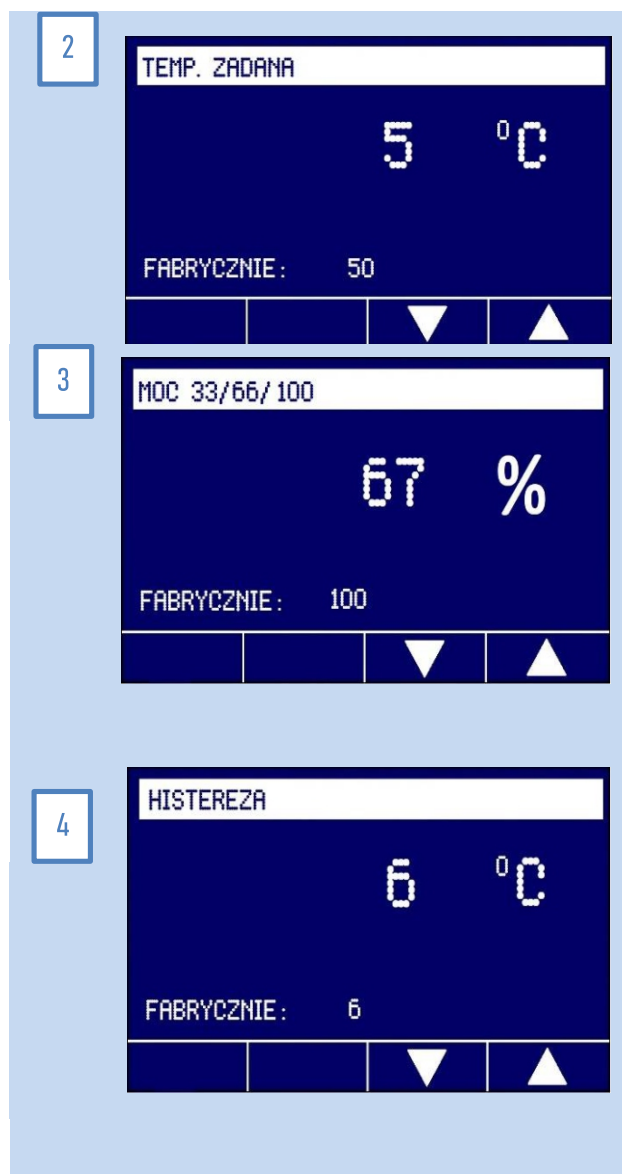 2
TEMP. ZADANA
5 °C
FABRYCZNIE: 50
3
MOC 33/66/100
67 %
FABRYCZNIE: 100
4
HISTEREZA
6 °C
FABRYCZNIE: 6